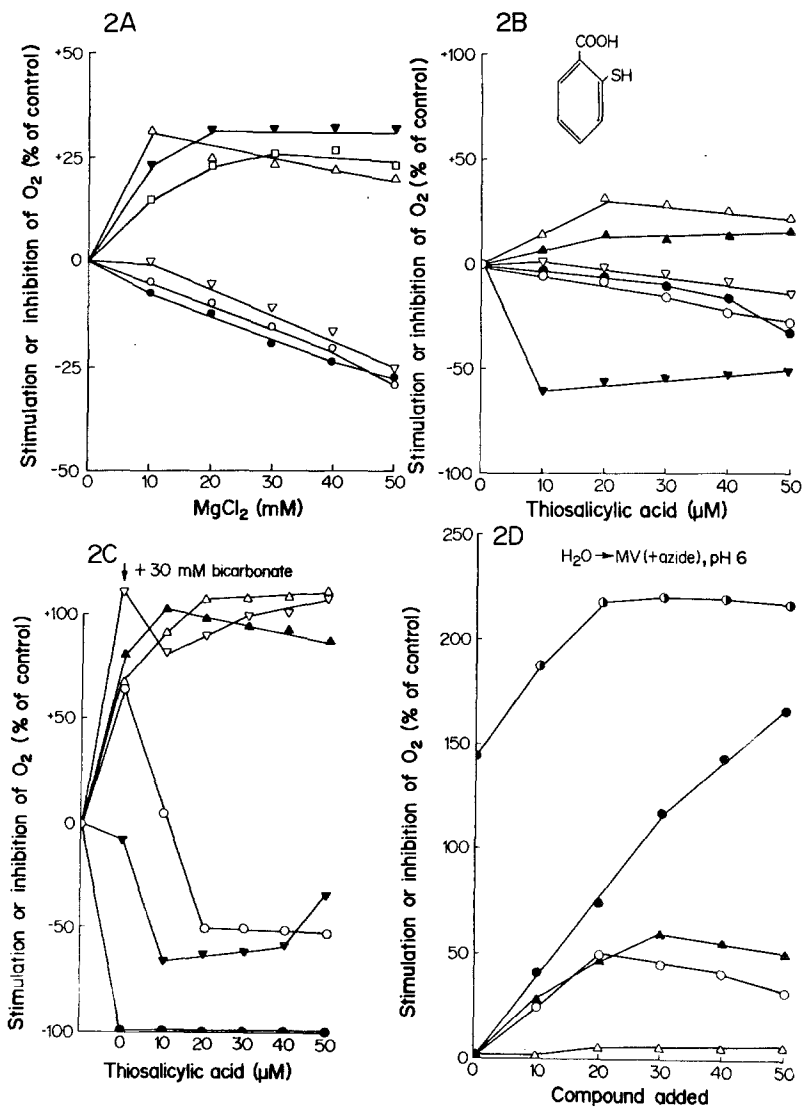 2A
+50
+25
0
-25
-50
Stimulation or inhibition of O₂ (% of control)
0 10 20 30 40 50
MgCl₂ (mM)
2B
COOH
SH
+100
+50
0
-50
-100
Stimulation or inhibition of O₂ (% of control)
0 10 20 30 40 50
Thiosalicylic acid (μM)
2C
↓ + 30 mM bicarbonate
+100
+50
0
-50
-100
Stimulation or inhibition of O₂ (% of control)
0 10 20 30 40 50
Thiosalicylic acid (μM)
2D
H₂O → MV (+azide), pH 6
250
200
150
100
50
0
Stimulation or inhibition of O₂ (% of control)
0 10 20 30 40 50
Compound added